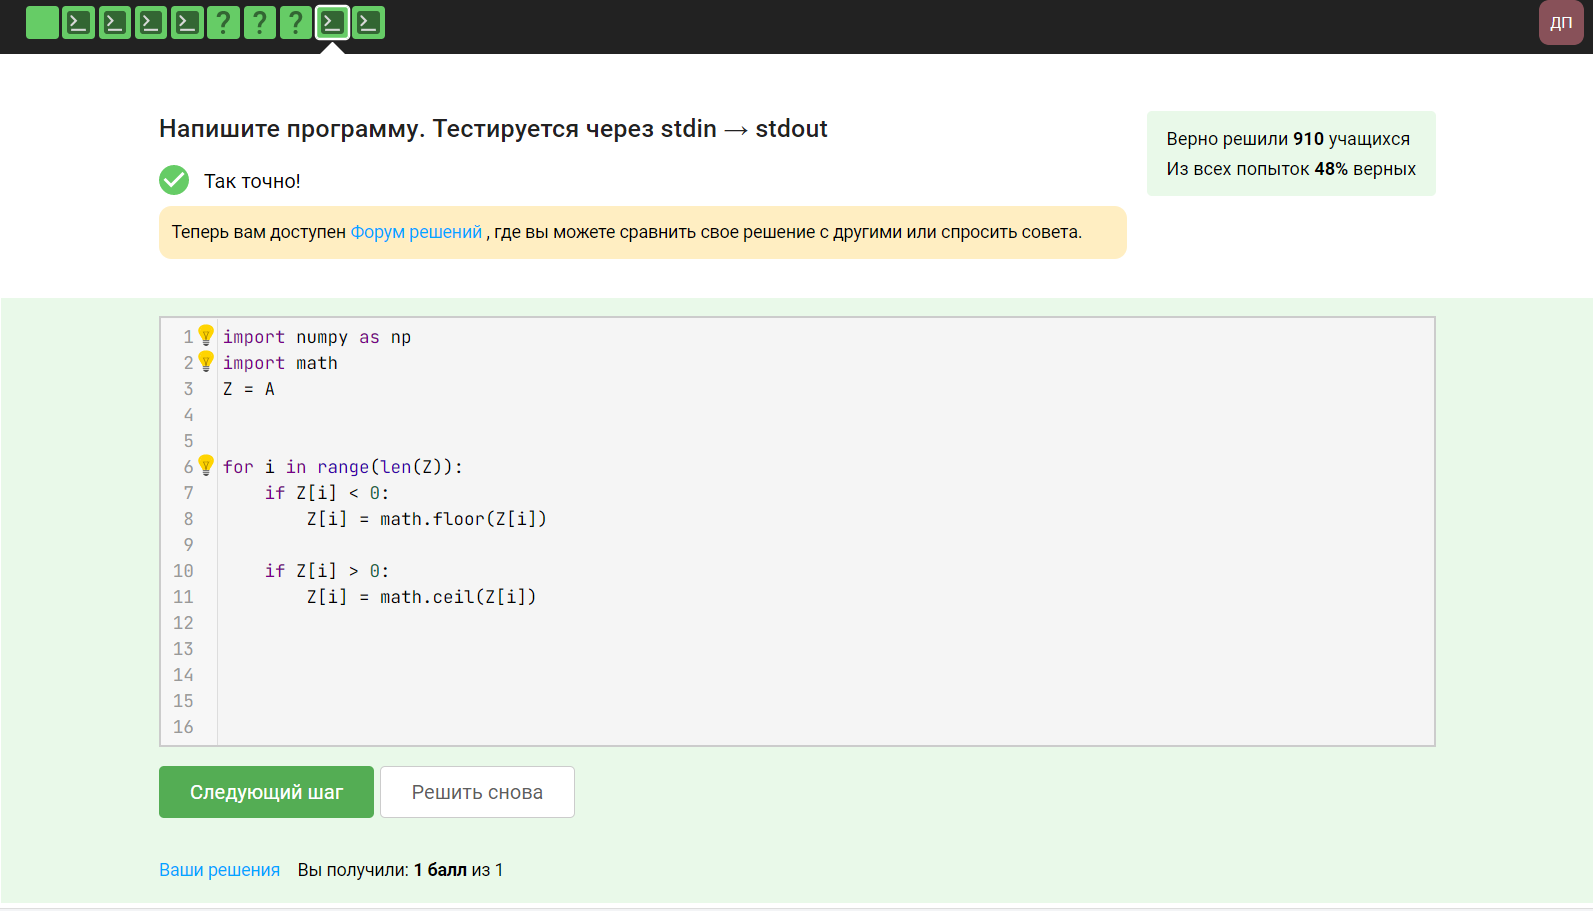 ДП
Напишите программу. Тестируется через stdin → stdout
Верно решили 910 учащихся
Из всех попыток 48% верных
Так точно!
Теперь вам доступен Форум решений , где вы можете сравнить свое решение с другими или спросить совета.
1 import numpy as np
2 import math
3 Z = A
4
5
6 for i in range(len(Z)):
7     if Z[i] < 0:
8         Z[i] = math.floor(Z[i])
9
10     if Z[i] > 0:
11         Z[i] = math.ceil(Z[i])
12
13
14
15
16
Следующий шаг
Решить снова
Ваши решения Вы получили: 1 балл из 1